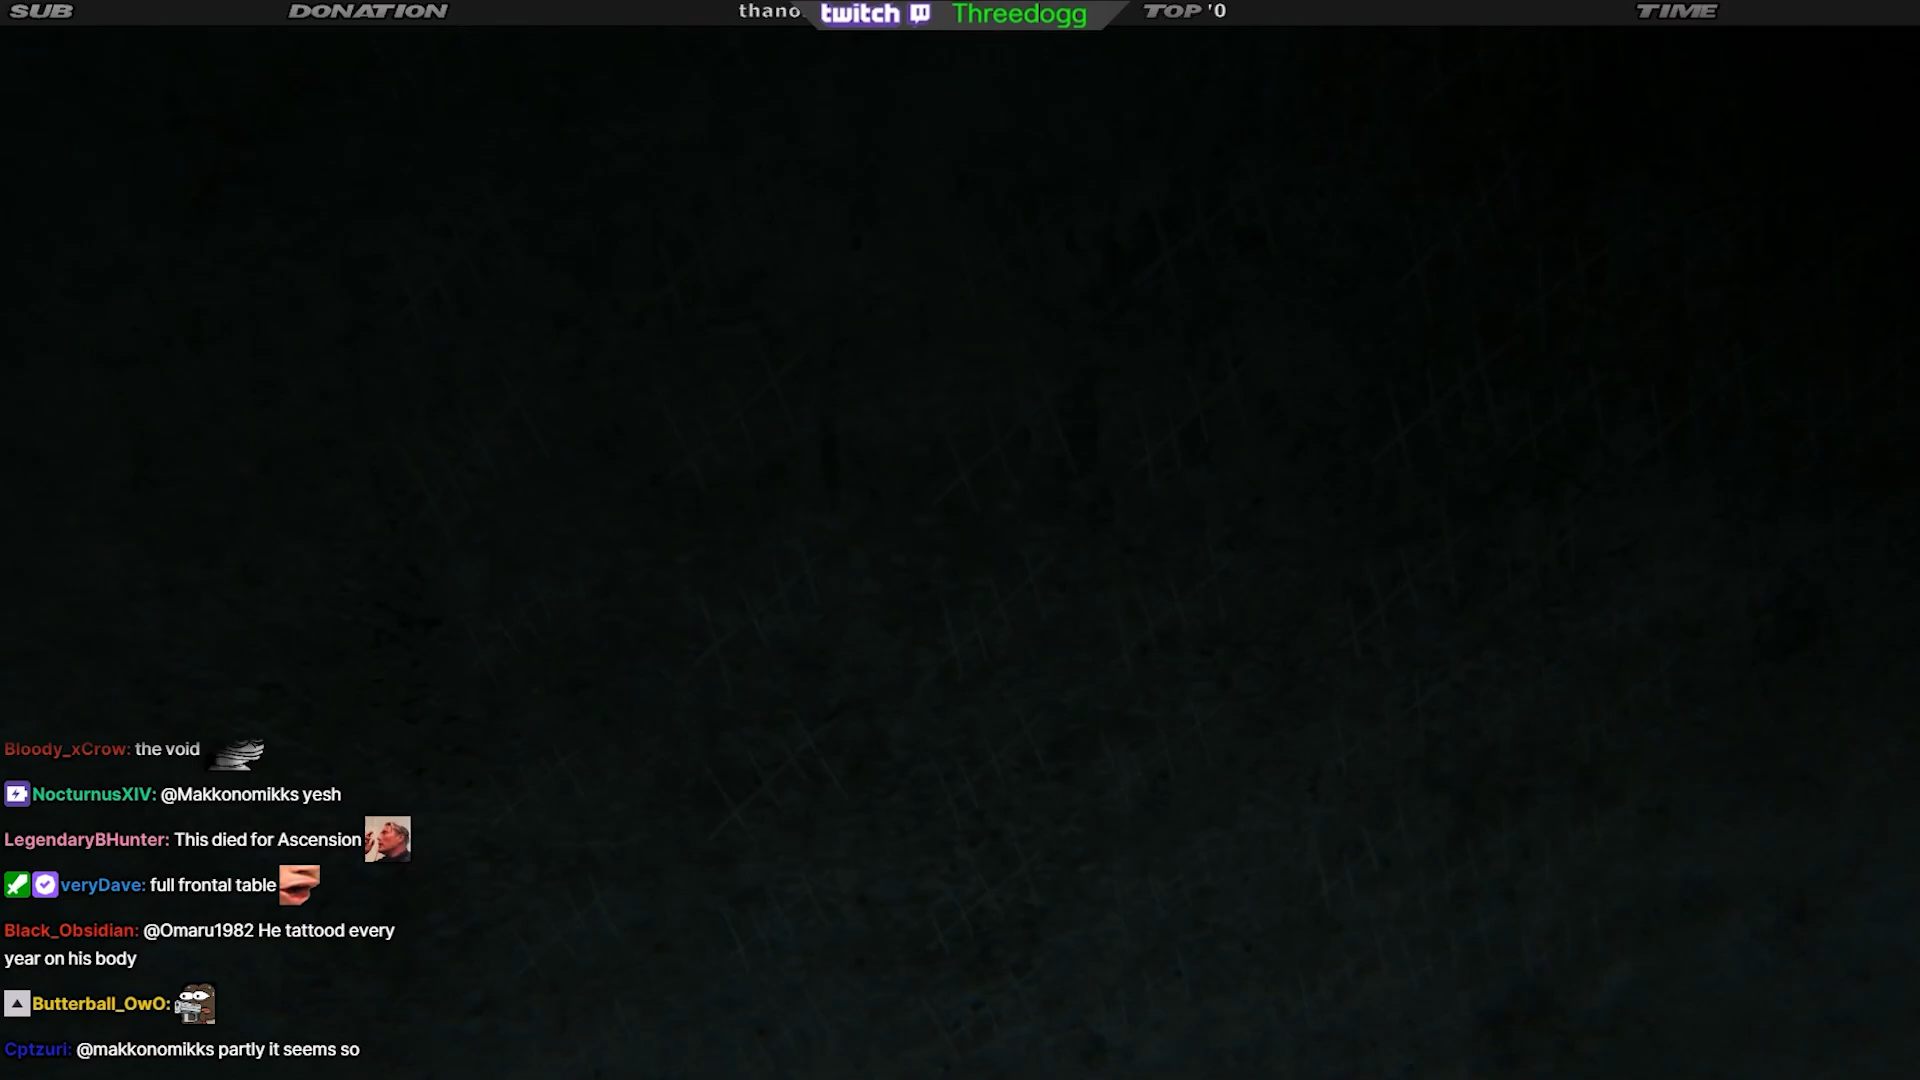 SUB DONATION thano. twitch Threedogg TOP '0 TIME
Bloody_xCrow: the void
NocturnusXIV: @Makkonomikks yesh
LegendaryBHunter: This died for Ascension
veryDave: full frontal table
Black_Obsidian: @Omaru1982 He tattood every
year on his body
Butterball_OwO:
Cptzuri: @makkonomikks partly it seems so